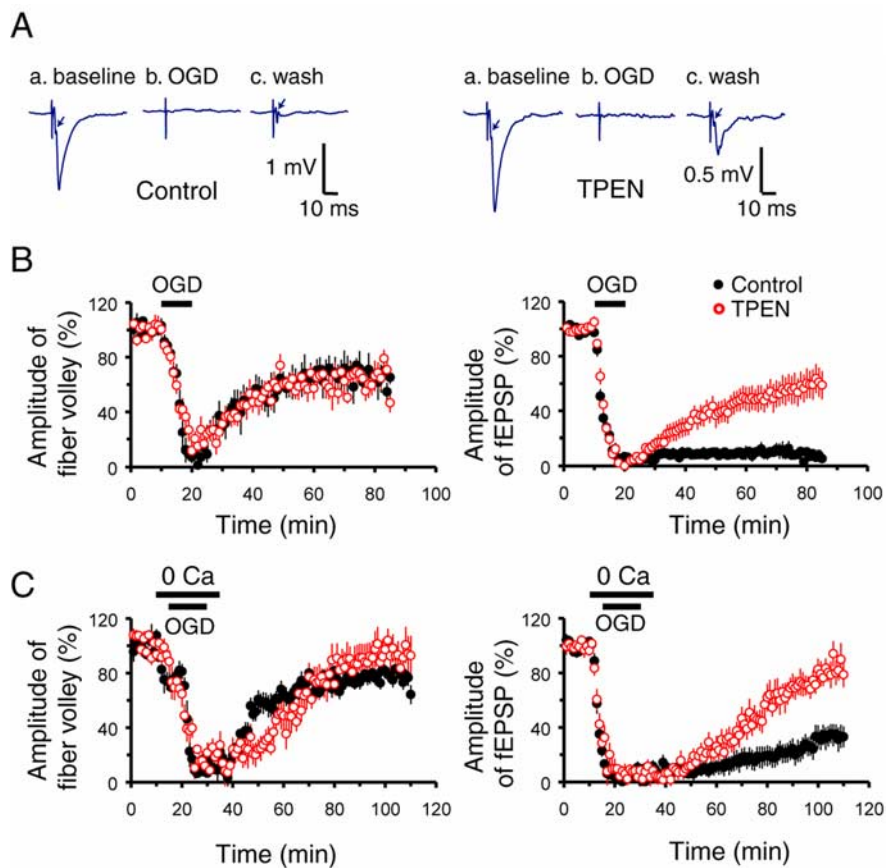 A
a. baseline b. OGD c. wash
1 mV
10 ms
Control
a. baseline b. OGD c. wash
0.5 mV
10 ms
TPEN
B
OGD
120
80
40
0
0 20 40 60 80 100
Amplitude of
fiber volley (%)
Time (min)
OGD
Control
TPEN
120
80
40
0
0 20 40 60 80 100
Amplitude
of fEPSP (%)
Time (min)
C
0 Ca
OGD
120
80
40
0
0 20 40 60 80 100 120
Amplitude of
fiber volley (%)
Time (min)
0 Ca
OGD
120
80
40
0
0 20 40 60 80 100 120
Amplitude
of fEPSP (%)
Time (min)